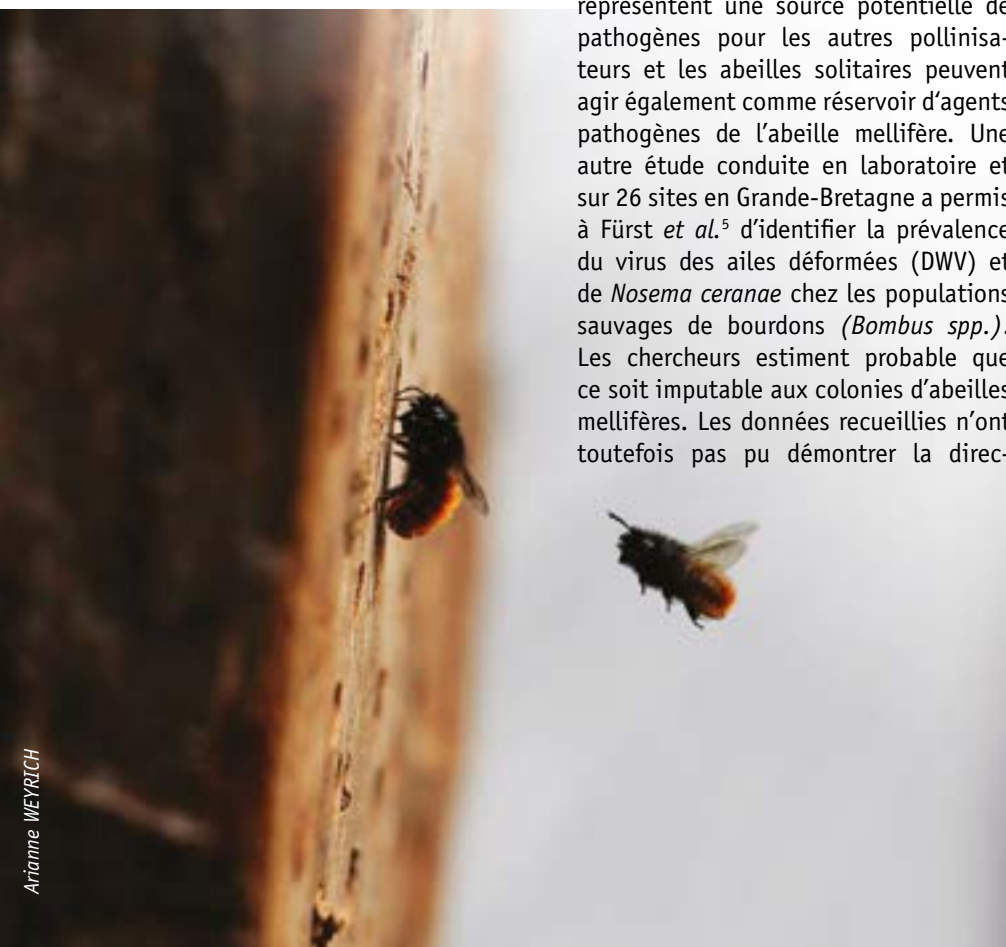 représentent une source potentielle de
pathogènes pour les autres pollinisa-
teurs et les abeilles solitaires peuvent
agir également comme réservoir d‘agents
pathogènes de l’abeille mellifère. Une
autre étude conduite en laboratoire et
sur 26 sites en Grande-Bretagne a permis
à Fürst et al.⁵ d’identifier la prévalence
du virus des ailes déformées (DWV) et
de Nosema ceranae chez les populations
sauvages de bourdons (Bombus spp.).
Les chercheurs estiment probable que
ce soit imputable aux colonies d’abeilles
mellifères. Les données recueillies n’ont
toutefois pas pu démontrer la direc-
Arianne WEYRICH